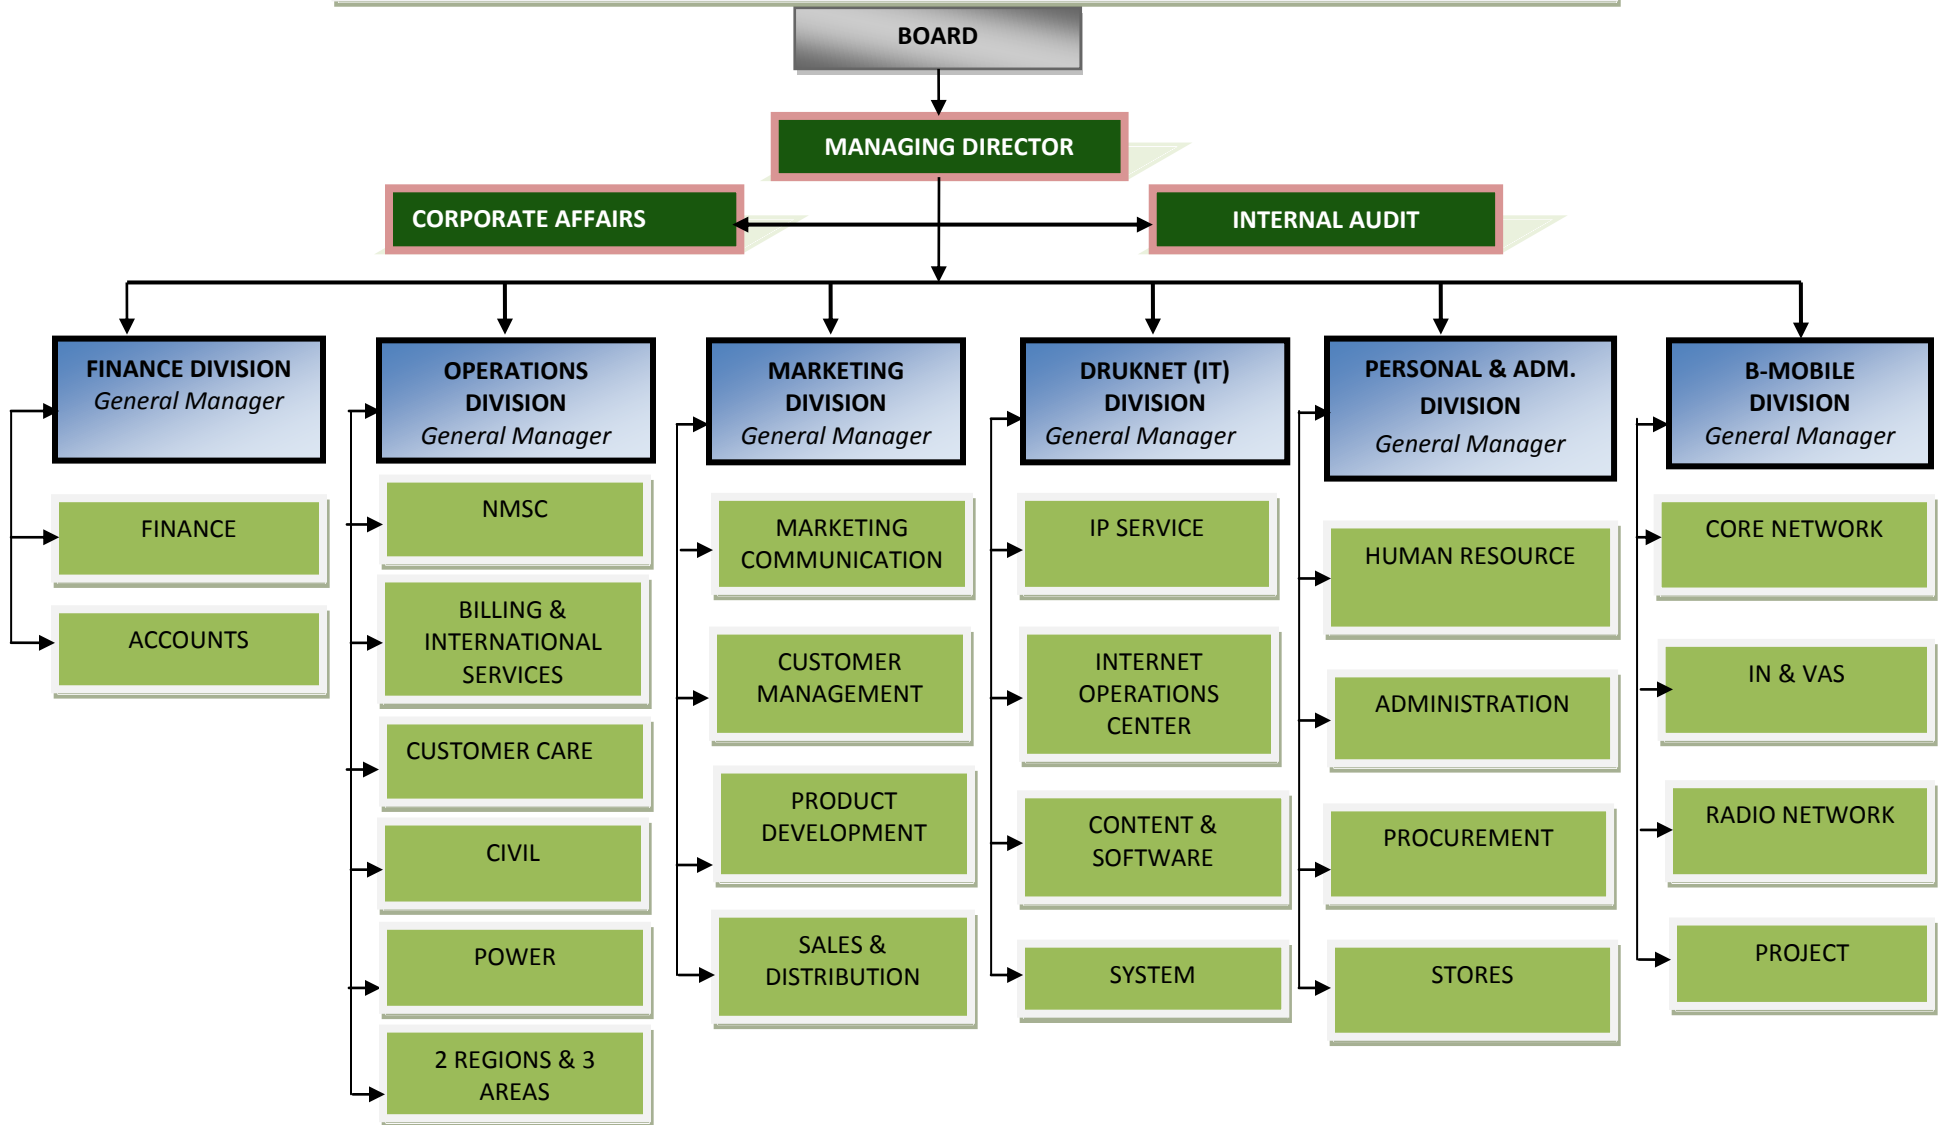 BOARD
MANAGING DIRECTOR
CORPORATE AFFAIRS
INTERNAL AUDIT
FINANCE DIVISION
General Manager
FINANCE
ACCOUNTS
OPERATIONS
DIVISION
General Manager
NMSC
BILLING &
INTERNATIONAL
SERVICES
CUSTOMER CARE
CIVIL
POWER
2 REGIONS & 3
AREAS
MARKETING
DIVISION
General Manager
MARKETING
COMMUNICATION
CUSTOMER
MANAGEMENT
PRODUCT
DEVELOPMENT
SALES &
DISTRIBUTION
DRUKNET (IT)
DIVISION
General Manager
IP SERVICE
INTERNET
OPERATIONS
CENTER
CONTENT &
SOFTWARE
SYSTEM
PERSONAL & ADM.
DIVISION
General Manager
HUMAN RESOURCE
ADMINISTRATION
PROCUREMENT
STORES
B-MOBILE
DIVISION
General Manager
CORE NETWORK
IN & VAS
RADIO NETWORK
PROJECT